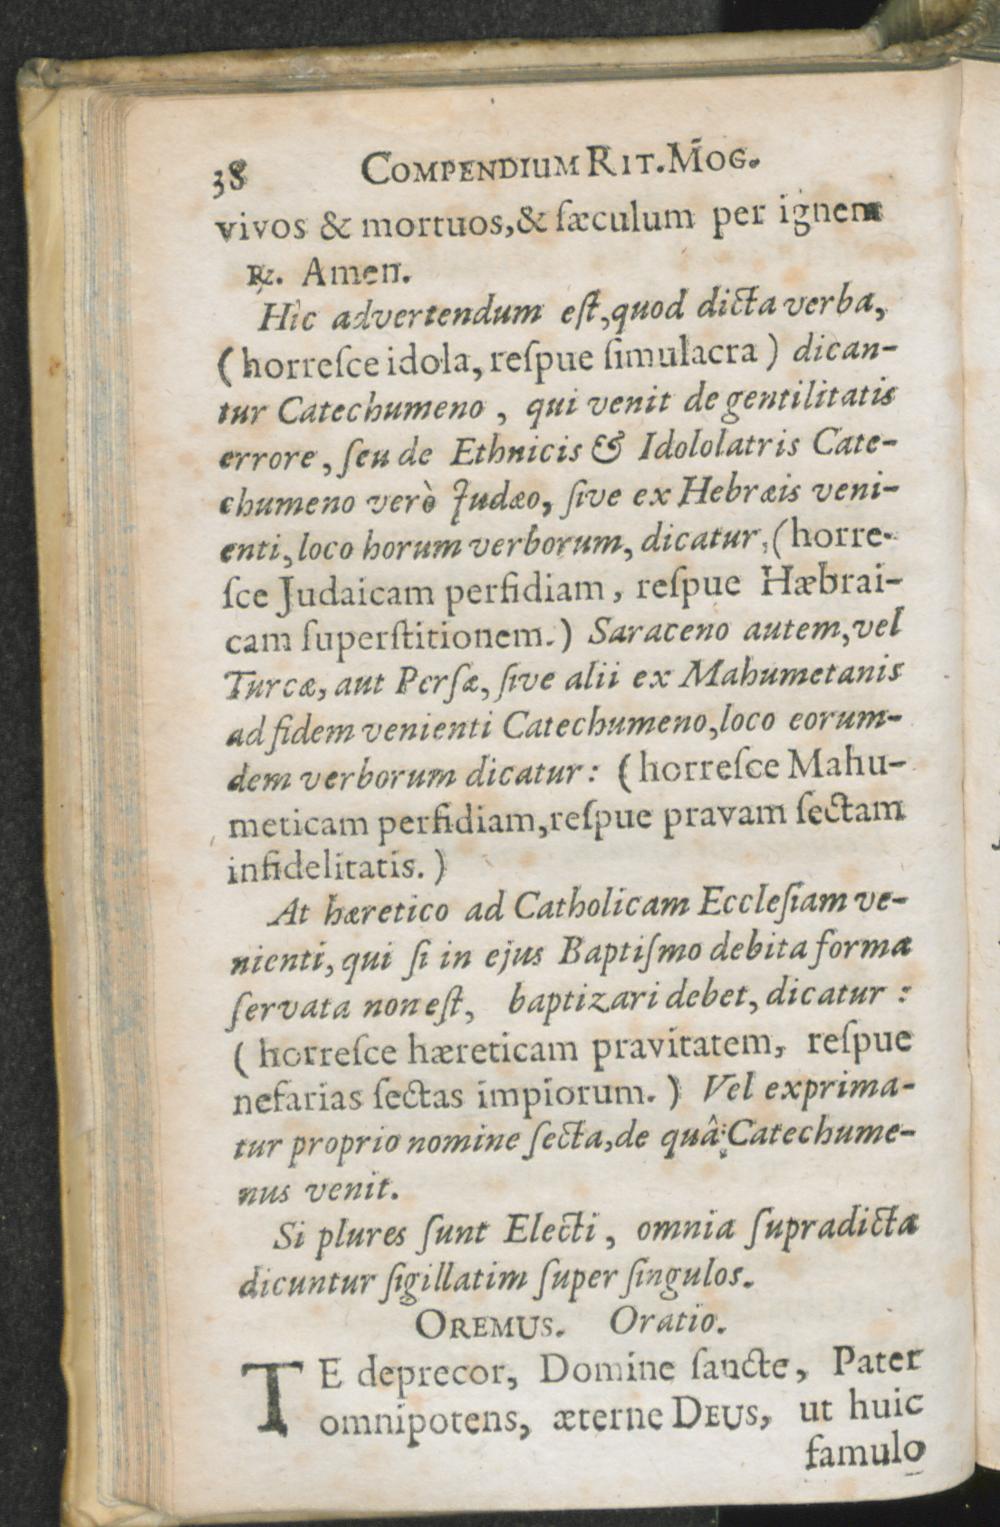 38 COMPENDIUM RIT. MOG.
vivos & mortuos, & ſæculum per ignem
℟. Amen.
Hic advertendum eſt, quod dicta verba,
(horreſce idola, reſpue ſimulacra) dican-
tur Catechumeno, qui venit de gentilitatis
errore, ſeu de Ethnicis & Idololatris Cate-
chumeno verò Judæo, ſive ex Hebræis veni-
enti, loco horum verborum, dicatur, (horre-
ſce Judaicam perfidiam, reſpue Hæbrai-
cam ſuperſtitionem.) Saraceno autem, vel
Turcæ, aut Perſæ, ſive alii ex Mahumetanis
ad fidem venienti Catechumeno, loco eorum-
dem verborum dicatur: (horreſce Mahu-
meticam perfidiam, reſpue pravam ſectam
infidelitatis.)
At hæretico ad Catholicam Eccleſiam ve-
nienti, qui ſi in ejus Baptiſmo debita forma
ſervata non eſt, baptizari debet, dicatur:
(horreſce hæreticam pravitatem, reſpue
nefarias ſectas impiorum.) Vel exprima-
tur proprio nomine ſecta, de quâ Catechume-
nus venit.
Si plures ſunt Electi, omnia ſupradicta
dicuntur ſigillatim ſuper ſingulos.
OREMUS. Oratio.
TE deprecor, Domine ſancte, Pater
omnipotens, æterne DEUS, ut huic
famulo